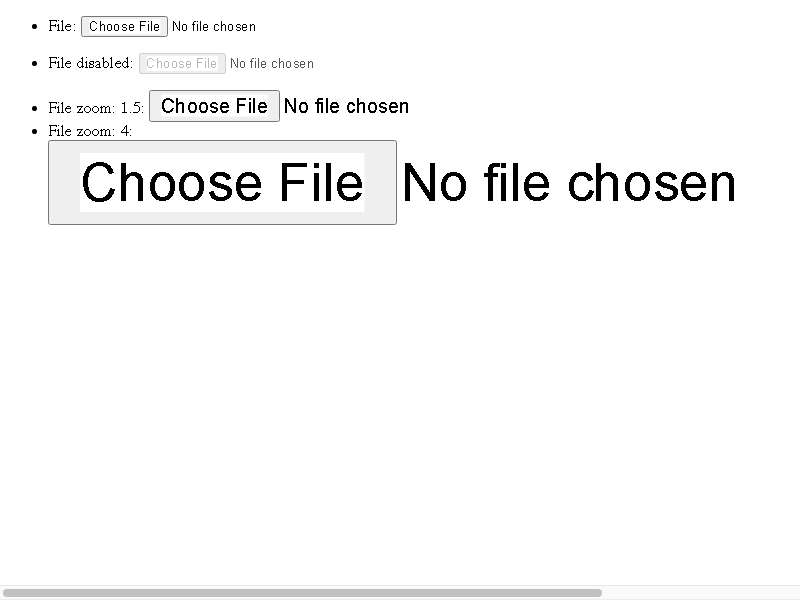 File: Choose File No file chosen
File disabled: Choose File No file chosen
File zoom: 1.5: Choose File No file chosen
File zoom: 4:
Choose File No file chosen